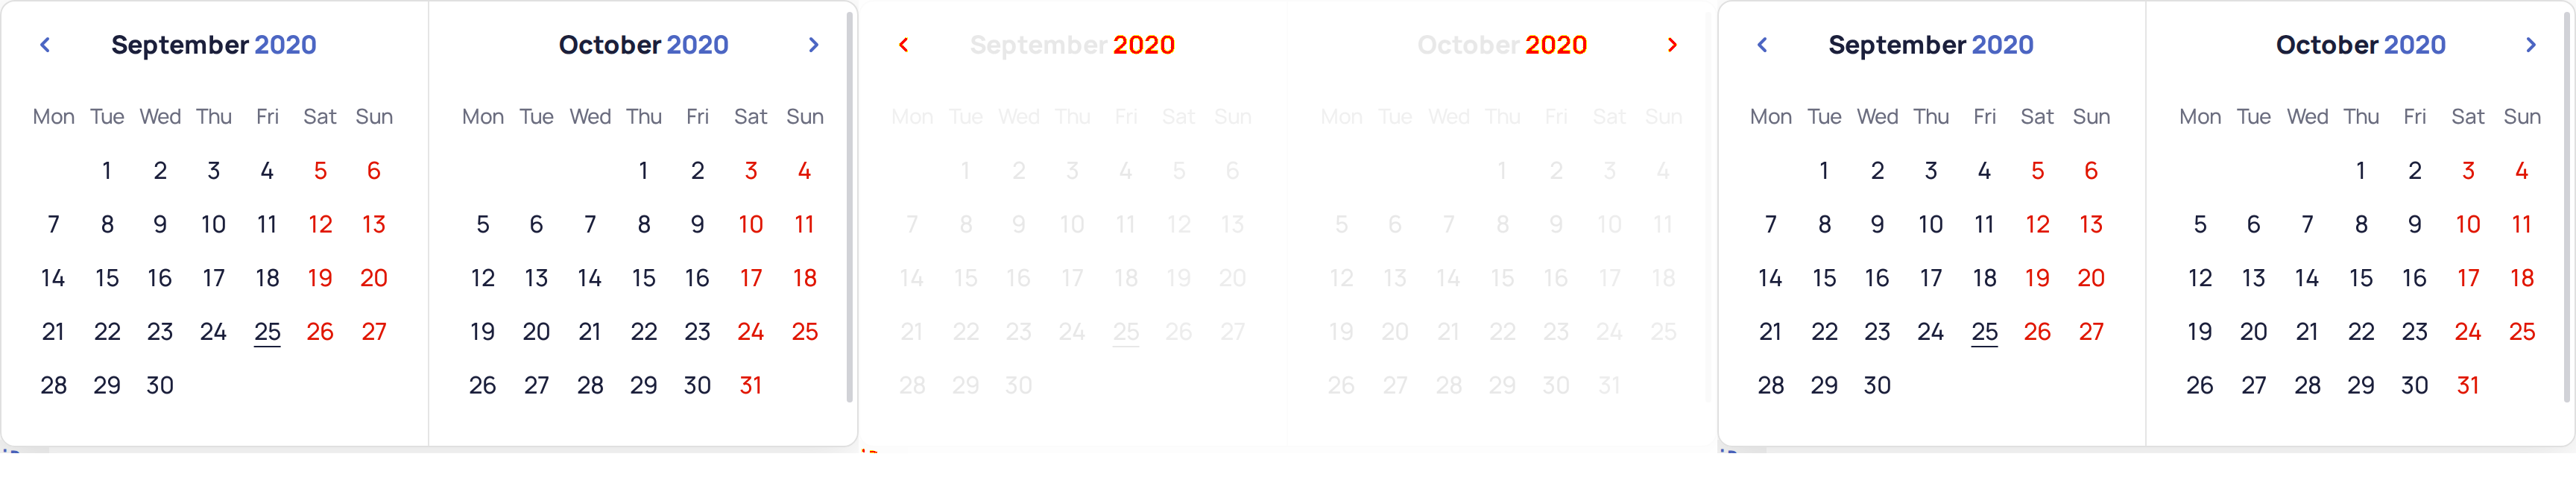 September 2020 October 2020 September 2020 October 2020 September 2020 October 2020
Mon Tue Wed Thu Fri Sat Sun Mon Tue Wed Thu Fri Sat Sun Mon Tue Wed Thu Fri Sat Sun Mon Tue Wed Thu Fri Sat Sun Mon Tue Wed Thu Fri Sat Sun Mon Tue Wed Thu Fri Sat Sun
1 2 3 4 5 6 1 2 3 4 1 2 3 4 5 6 1 2 3 4 1 2 3 4 5 6 1 2 3 4
7 8 9 10 11 12 13 5 6 7 8 9 10 11 7 8 9 10 11 12 13 5 6 7 8 9 10 11 7 8 9 10 11 12 13 5 6 7 8 9 10 11
14 15 16 17 18 19 20 12 13 14 15 16 17 18 14 15 16 17 18 19 20 12 13 14 15 16 17 18 14 15 16 17 18 19 20 12 13 14 15 16 17 18
21 22 23 24 25 26 27 19 20 21 22 23 24 25 21 22 23 24 25 26 27 19 20 21 22 23 24 25 21 22 23 24 25 26 27 19 20 21 22 23 24 25
28 29 30 26 27 28 29 30 31 28 29 30 26 27 28 29 30 31 28 29 30 26 27 28 29 30 31